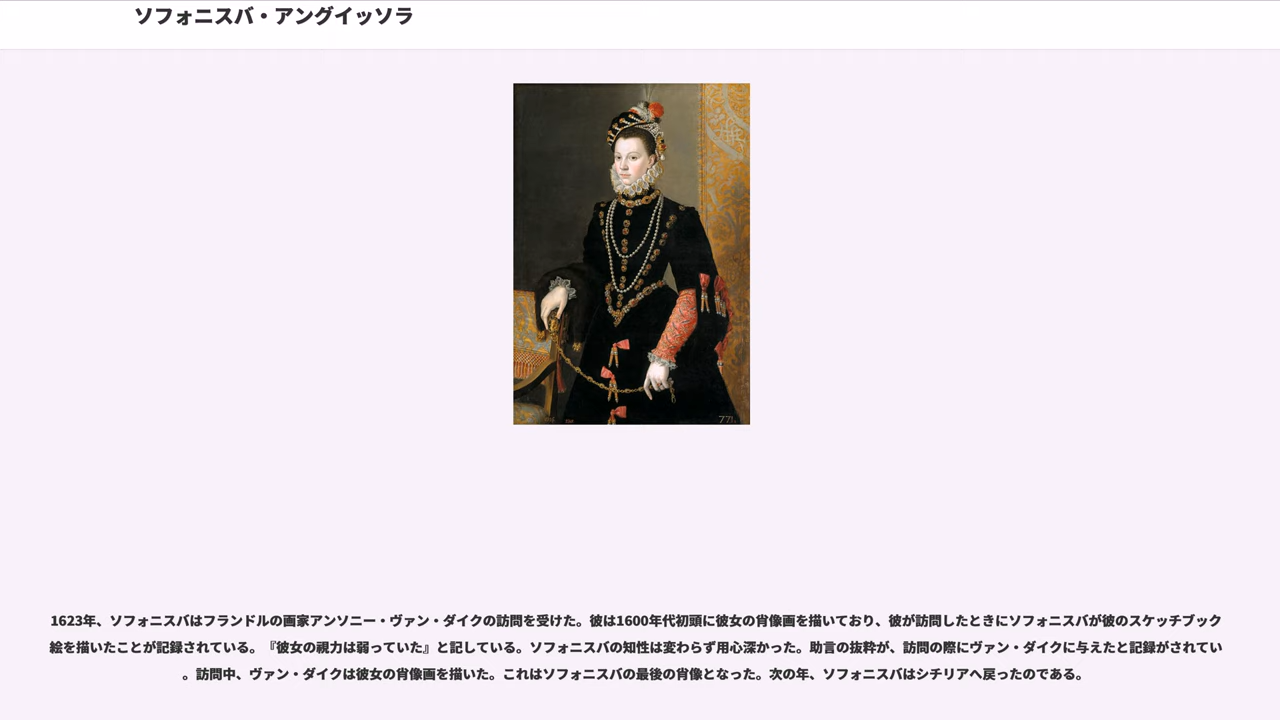 ソフォニスバ・アングイッソラ
771.
1623年、ソフォニスバはフランドルの画家アンソニー・ヴァン・ダイクの訪問を受けた。彼は1600年代初頭に彼女の肖像画を描いており、彼が訪問したときにソフォニスバが彼のスケッチブック
絵を描いたことが記録されている。『彼女の視力は弱っていた』と記している。ソフォニスバの知性は変わらず用心深かった。助言の抜粋が、訪問の際にヴァン・ダイクに与えたと記録がされてい
。訪問中、ヴァン・ダイクは彼女の肖像画を描いた。これはソフォニスバの最後の肖像となった。次の年、ソフォニスバはシチリアへ戻ったのである。